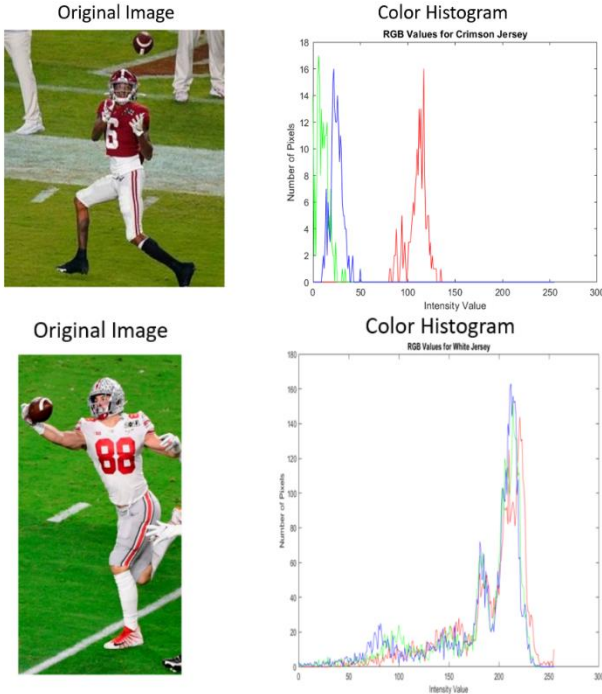 Original Image
Color Histogram
RGB Values for Crimson Jersey
18
16
14
12
10
8
6
4
2
0
Number of Pixels
0 50 100 150 200 250 300
Intensity Value
6
Original Image
Color Histogram
RGB Values for White Jersey
180
160
140
120
100
80
60
40
20
0
Number of Pixels
0 50 100 150 200 250 300
Intensity Value
88